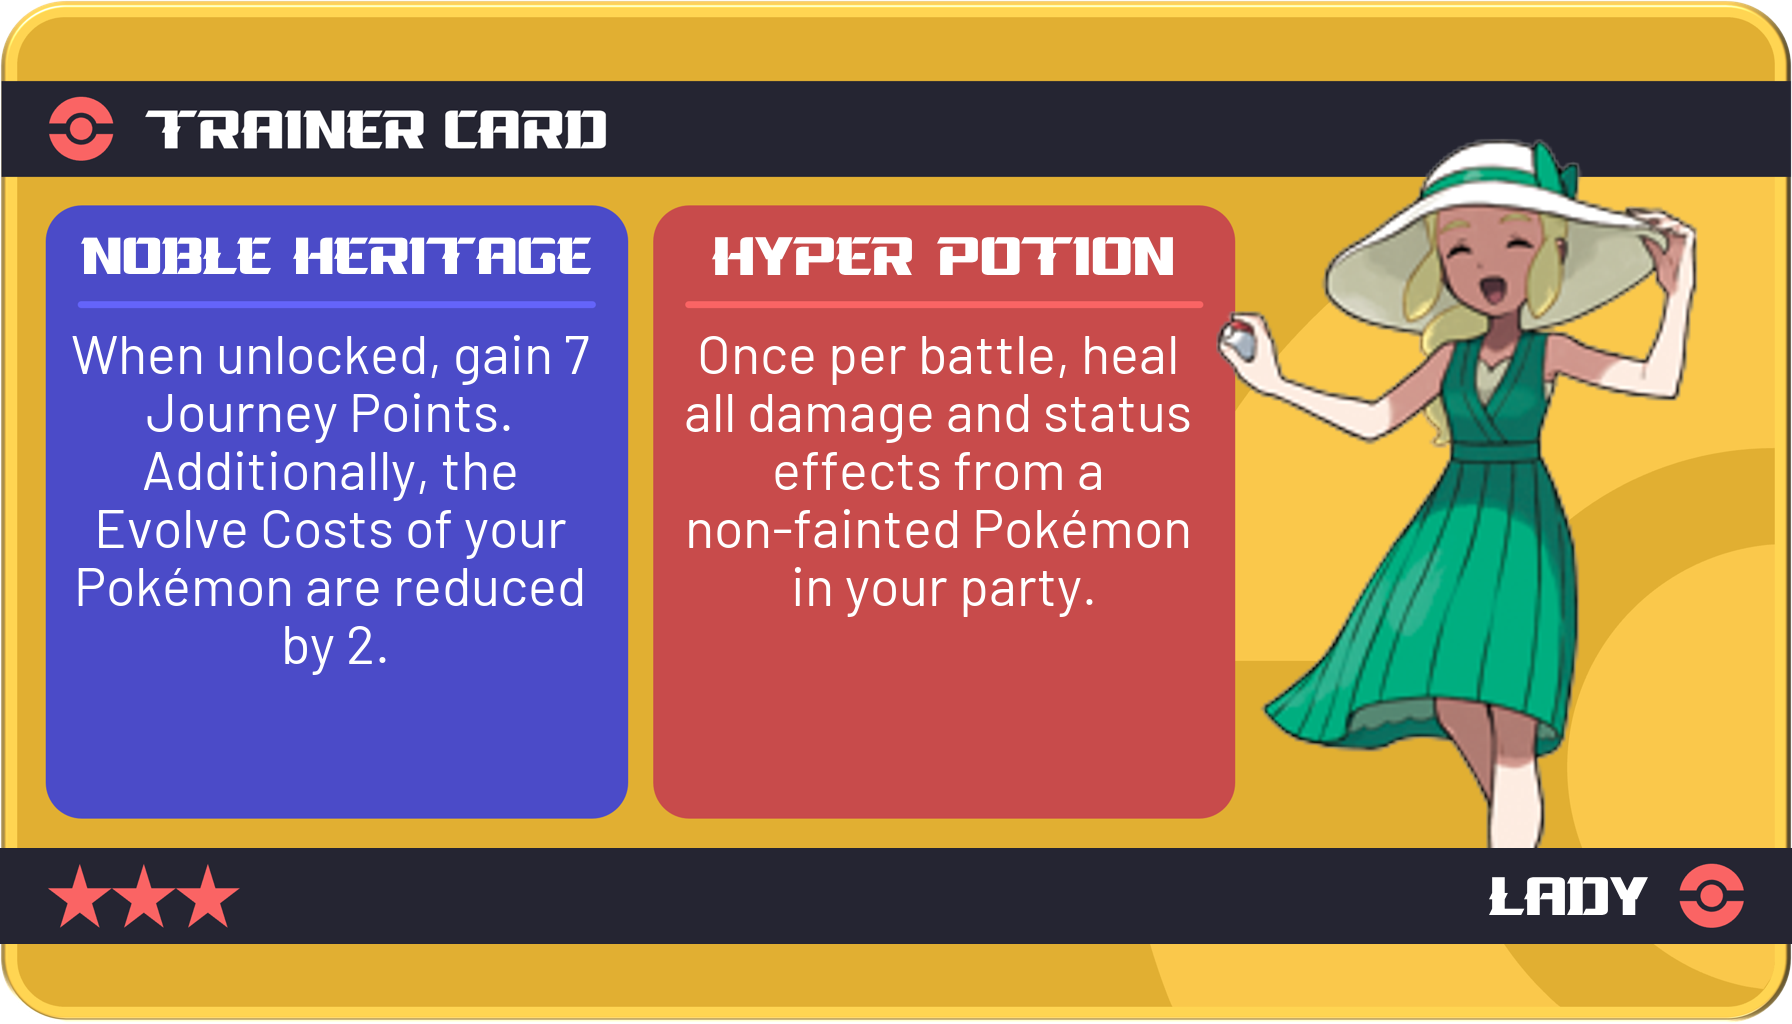 TRAINER CARD
NOBLE HERITAGE
When unlocked, gain 7
Journey Points.
Additionally, the
Evolve Costs of your
Pokémon are reduced
by 2.
HYPER POTION
Once per battle, heal
all damage and status
effects from a
non-fainted Pokémon
in your party.
LADY